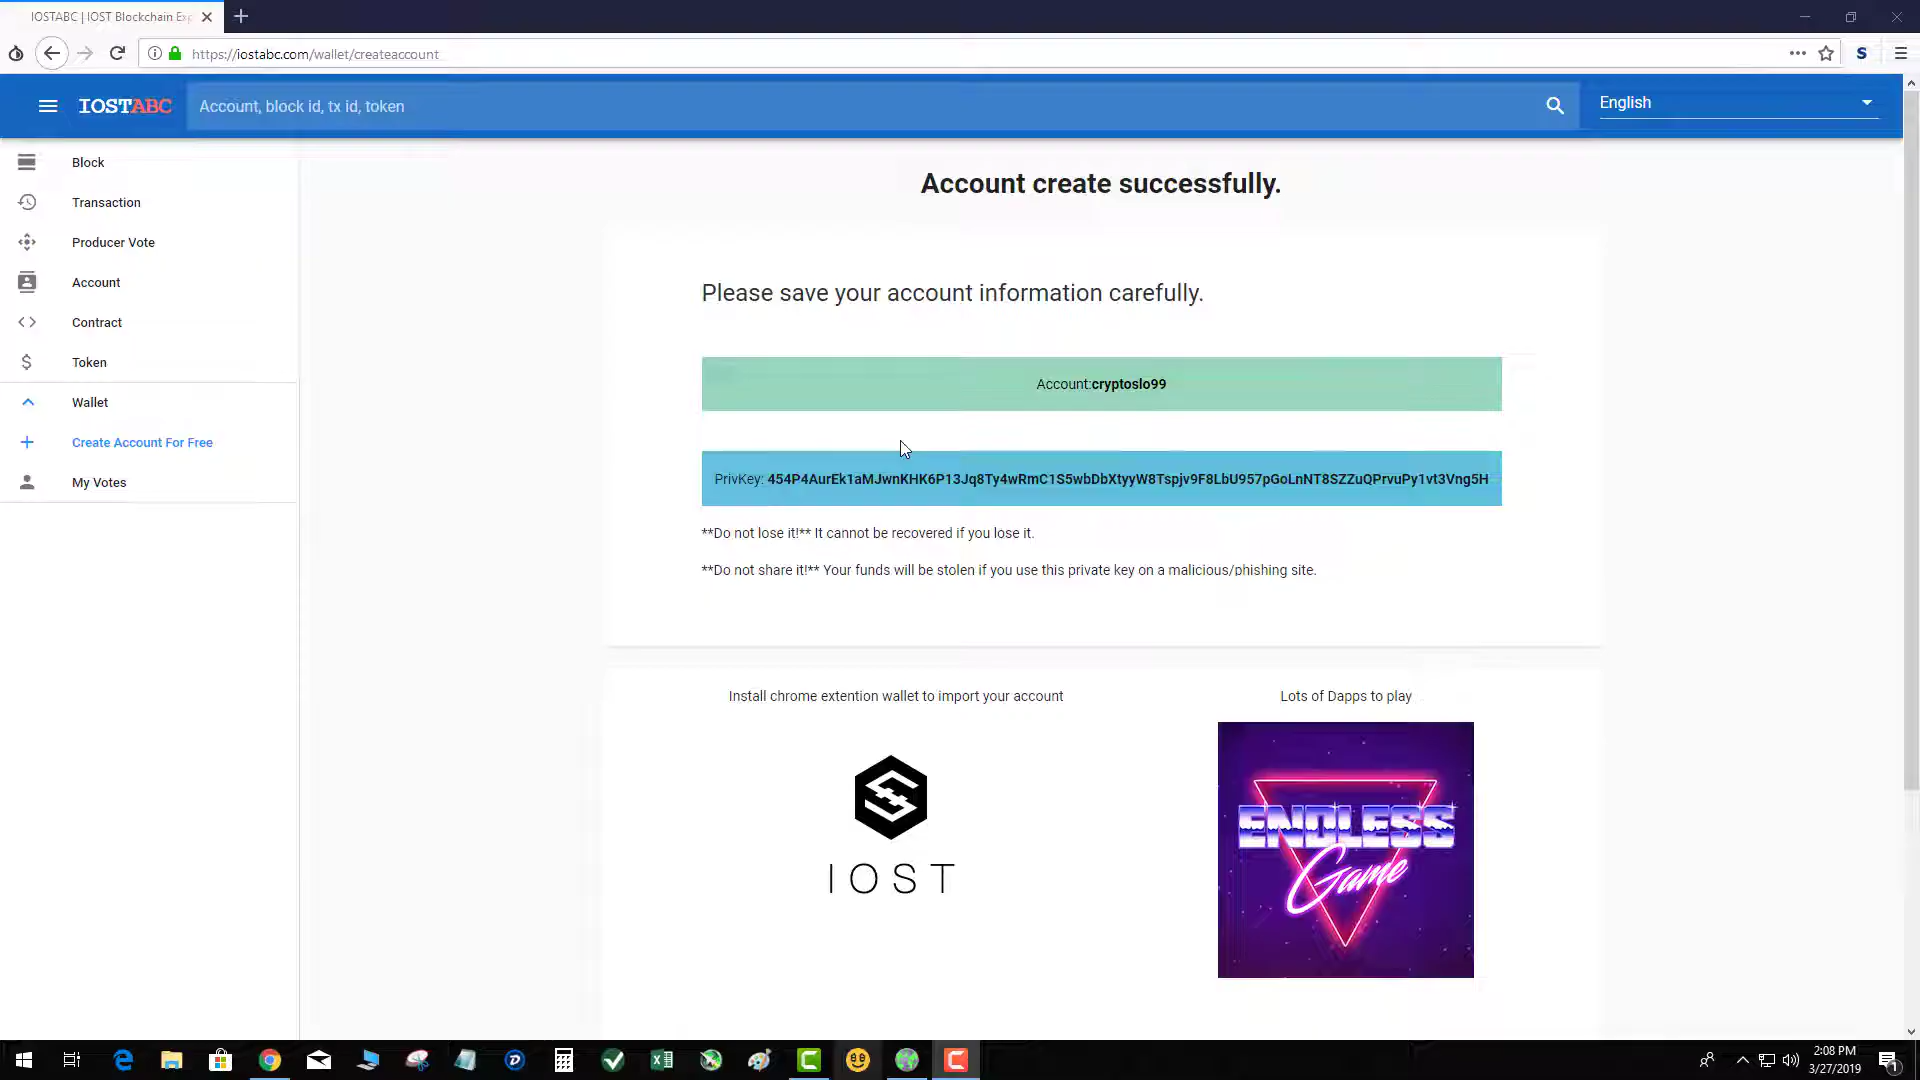 IOSTABC | IOST Blockchain Exp
https://iostabc.com/wallet/createaccount
S
IOSTABC
Account, block id, tx id, token
English
Block
Transaction
Producer Vote
Account
Contract
Token
Wallet
Create Account For Free
My Votes
Account create successfully.
Please save your account information carefully.
Account:cryptoslo99
PrivKey: 454P4AurEk1aMJwnKHK6P13Jq8Ty4wRmC1S5wbDbXtyyW8Tspjv9F8LbU957pGoLnNT8SZZuQPrvuPy1vt3Vng5H
**Do not lose it!** It cannot be recovered if you lose it.
**Do not share it!** Your funds will be stolen if you use this private key on a malicious/phishing site.
Install chrome extention wallet to import your account
IOST
Lots of Dapps to play
ENDLESS
Game
2:08 PM
3/27/2019
1